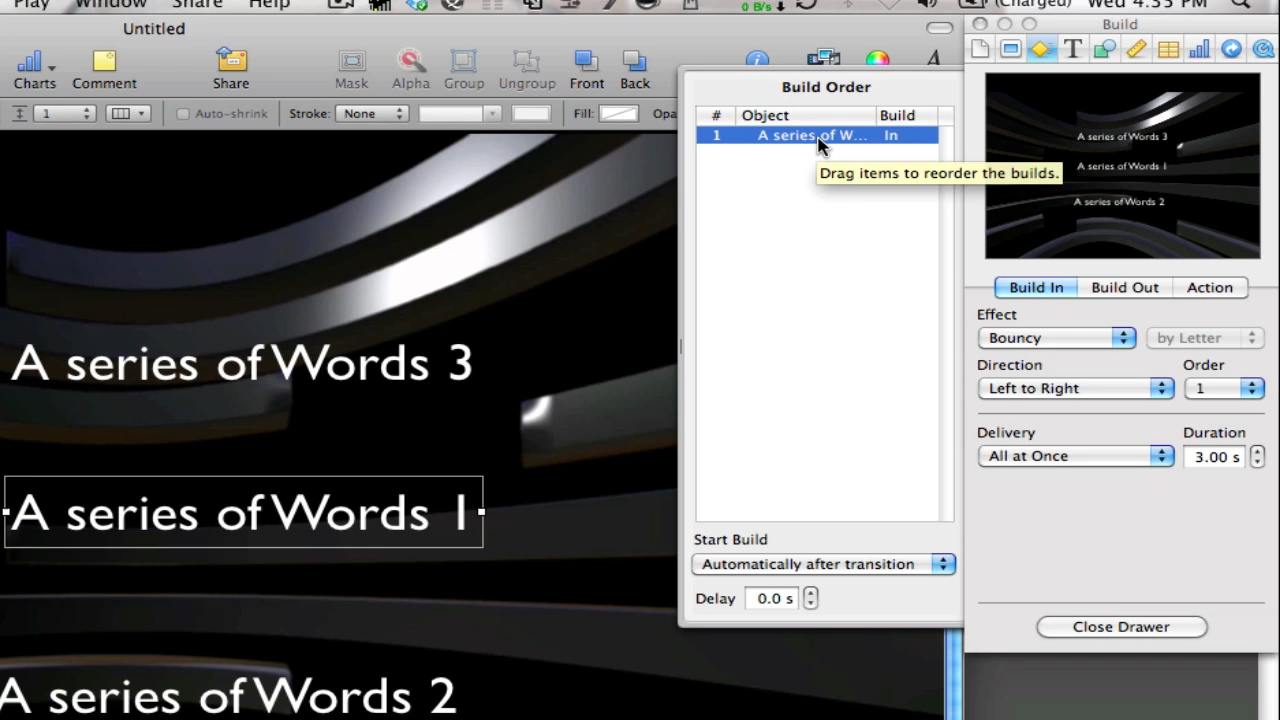 Play Window Share Help 0 B/s (Charged) Wed 4:35 PM
Untitled
Build
Charts Comment Share Mask Alpha Group Ungroup Front Back
1 Auto-shrink Stroke: None Fill: Opa
Build Order
# Object Build
1 A series of W... In
Drag items to reorder the builds.
A series of Words 3
A series of Words 1
A series of Words 2
Build In Build Out Action
Effect
Bouncy by Letter
Direction Order
Left to Right 1
Delivery Duration
All at Once 3.00 s
A series of Words 3
A series of Words 1
A series of Words 2
Start Build
Automatically after transition
Delay 0.0 s
Close Drawer